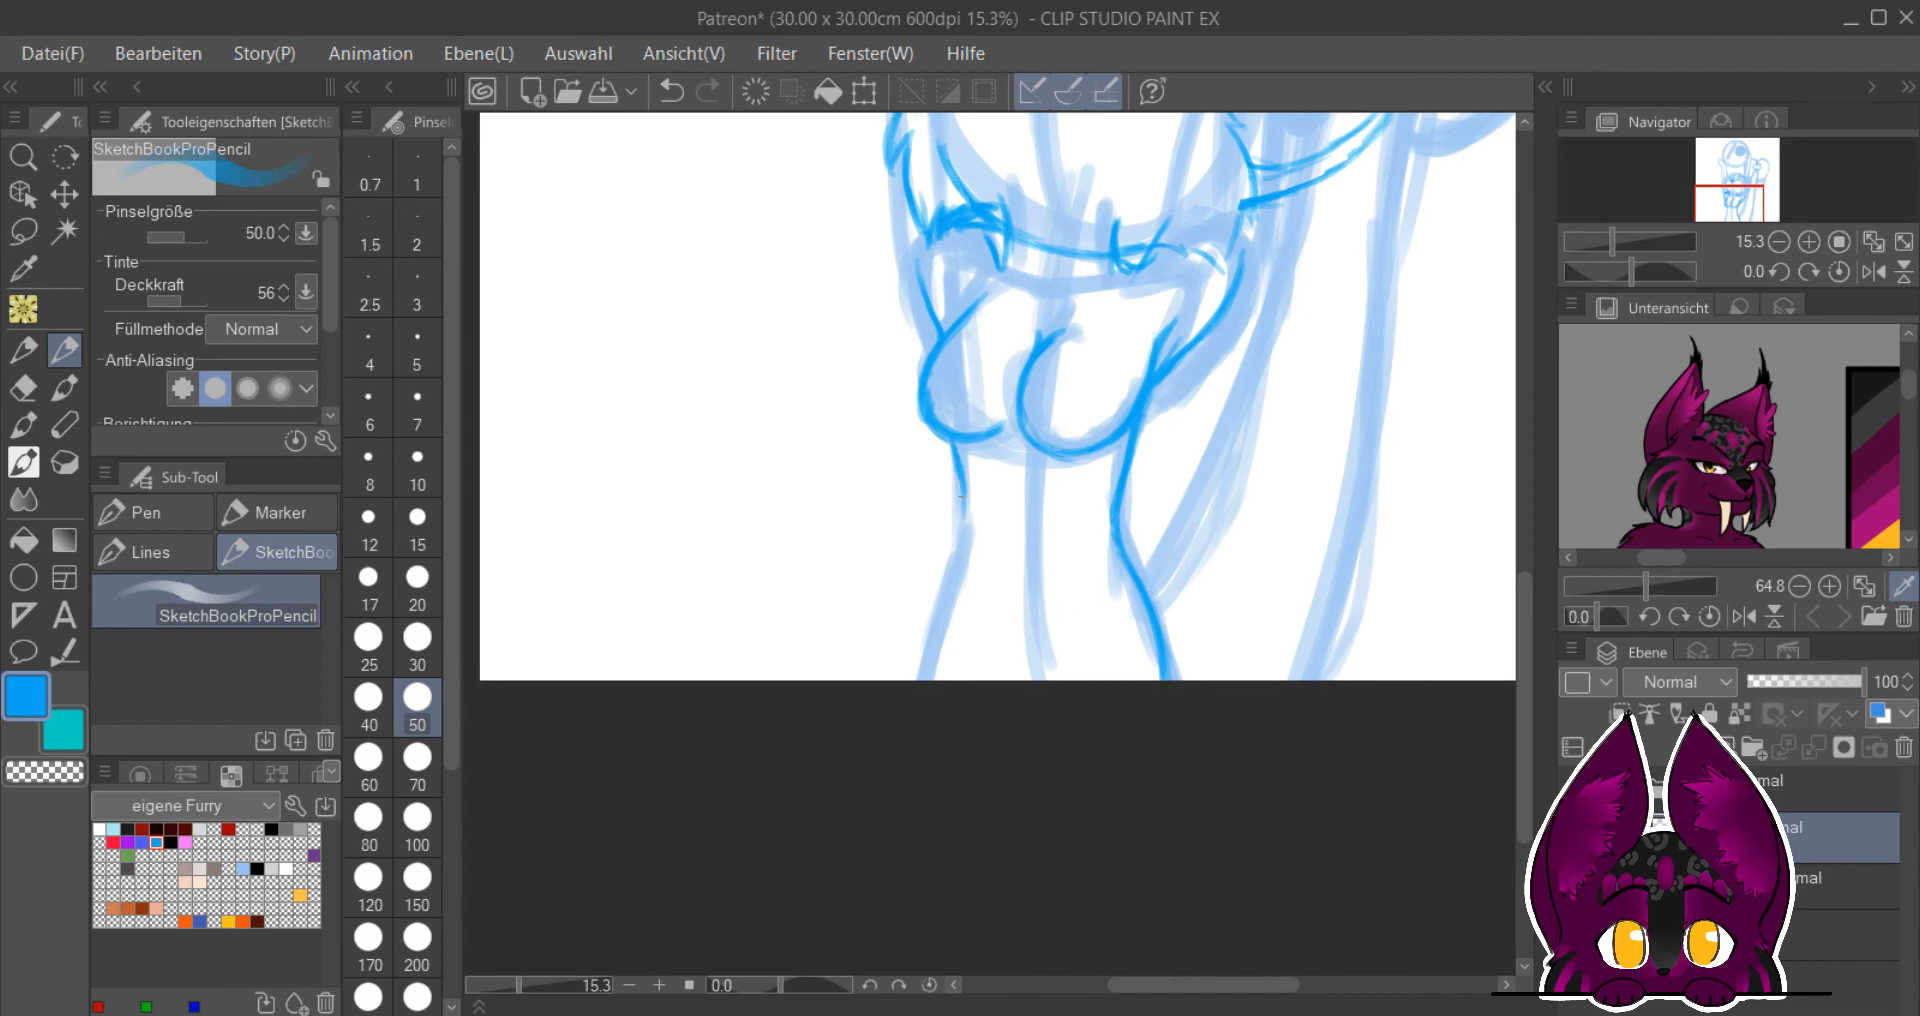 Patreon* (30.00 x 30.00cm 600dpi 15.3%) - CLIP STUDIO PAINT EX
Datei(F) Bearbeiten Story(P) Animation Ebene(L) Auswahl Ansicht(V) Filter Fenster(W) Hilfe
Tooleigenschaften [Sketch
Pinsel
SketchBookProPencil
Pinselgröße
50.0
Tinte
Deckkraft
56
Füllmethode Normal
Anti-Aliasing
Berichtigung
Sub-Tool
Pen Marker
Lines SketchBoo
SketchBookProPencil
eigene Furry
0.7 1
1.5 2
2.5 3
4 5
6 7
8 10
12 15
17 20
25 30
40 50
60 70
80 100
120 150
170 200
15.3 0.0
Navigator
15.3
0.0
Unteransicht
64.8
0.0
Ebene
Normal 100
mal
nal
mal